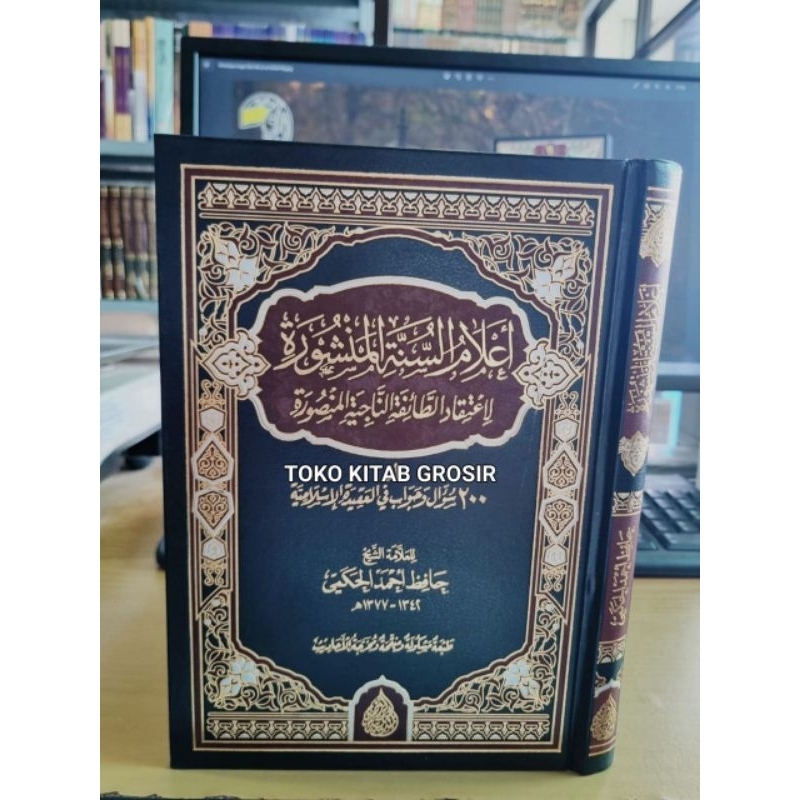 أعلام السنة المنشورة
لاعتقاد الطائفة الناجية المنصورة
TOKO KITAB GROSIR
٢٠٠ سؤال وجواب في العقيدة الإسلامية
للعلامة الشيخ
حافظ أحمد الحكمي
١٣٤٢ - ١٣٧٧هـ
طبعة